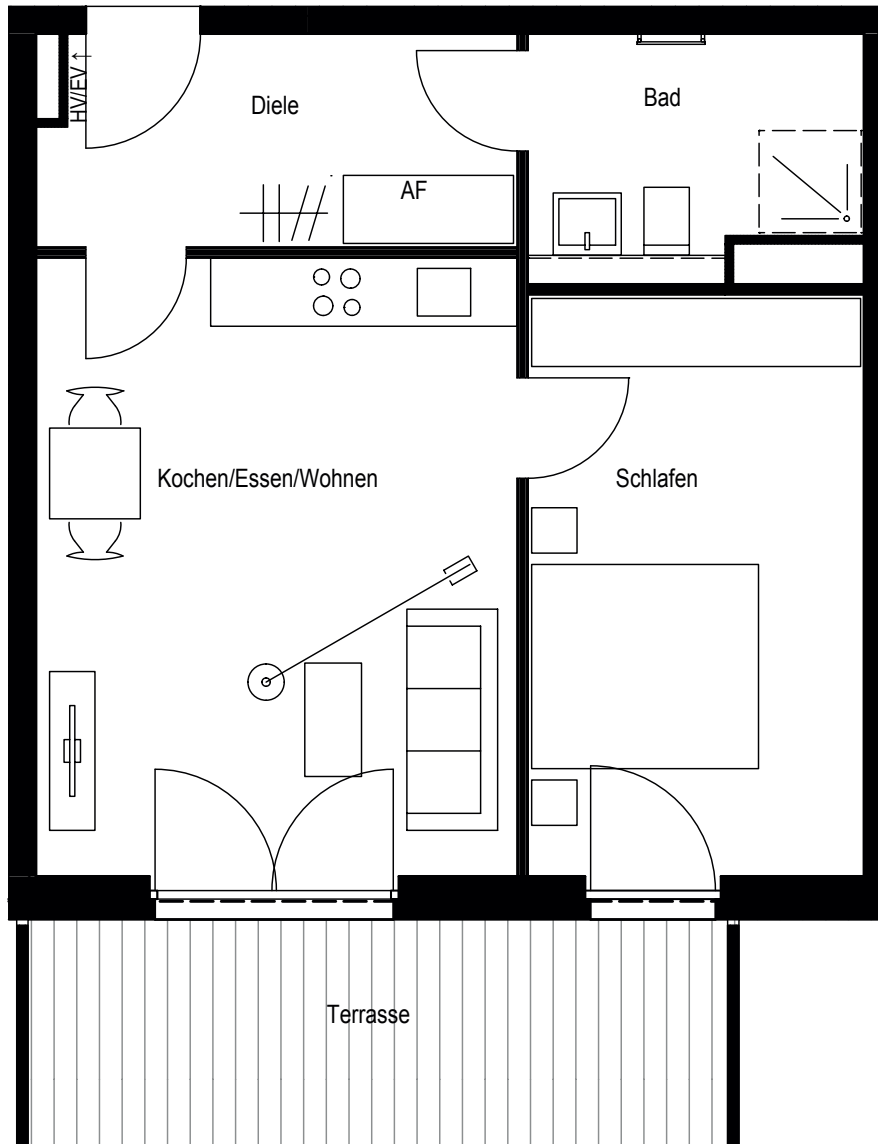 HV/EV ←
Diele
Bad
AF
Kochen/Essen/Wohnen
Schlafen
Terrasse